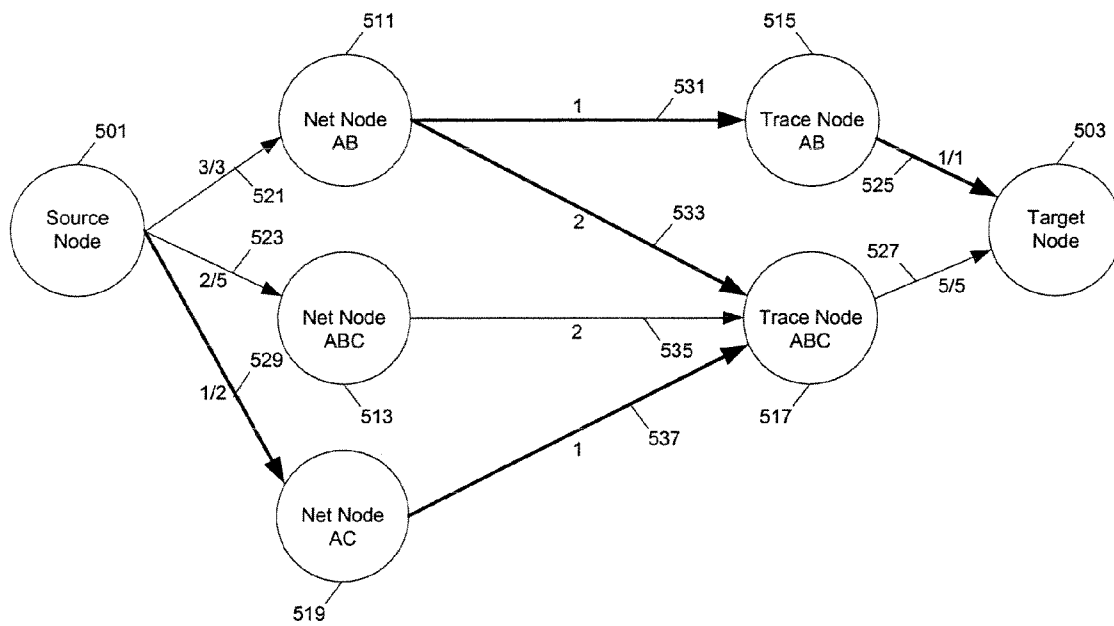 511
515
Net Node
AB
1
531
Trace Node
AB
501
503
3/3
521
1/1
525
Source
Node
523
2
533
Target
Node
2/5
527
5/5
Net Node
ABC
2
535
Trace Node
ABC
529
1/2
513
517
537
1
Net Node
AC
519